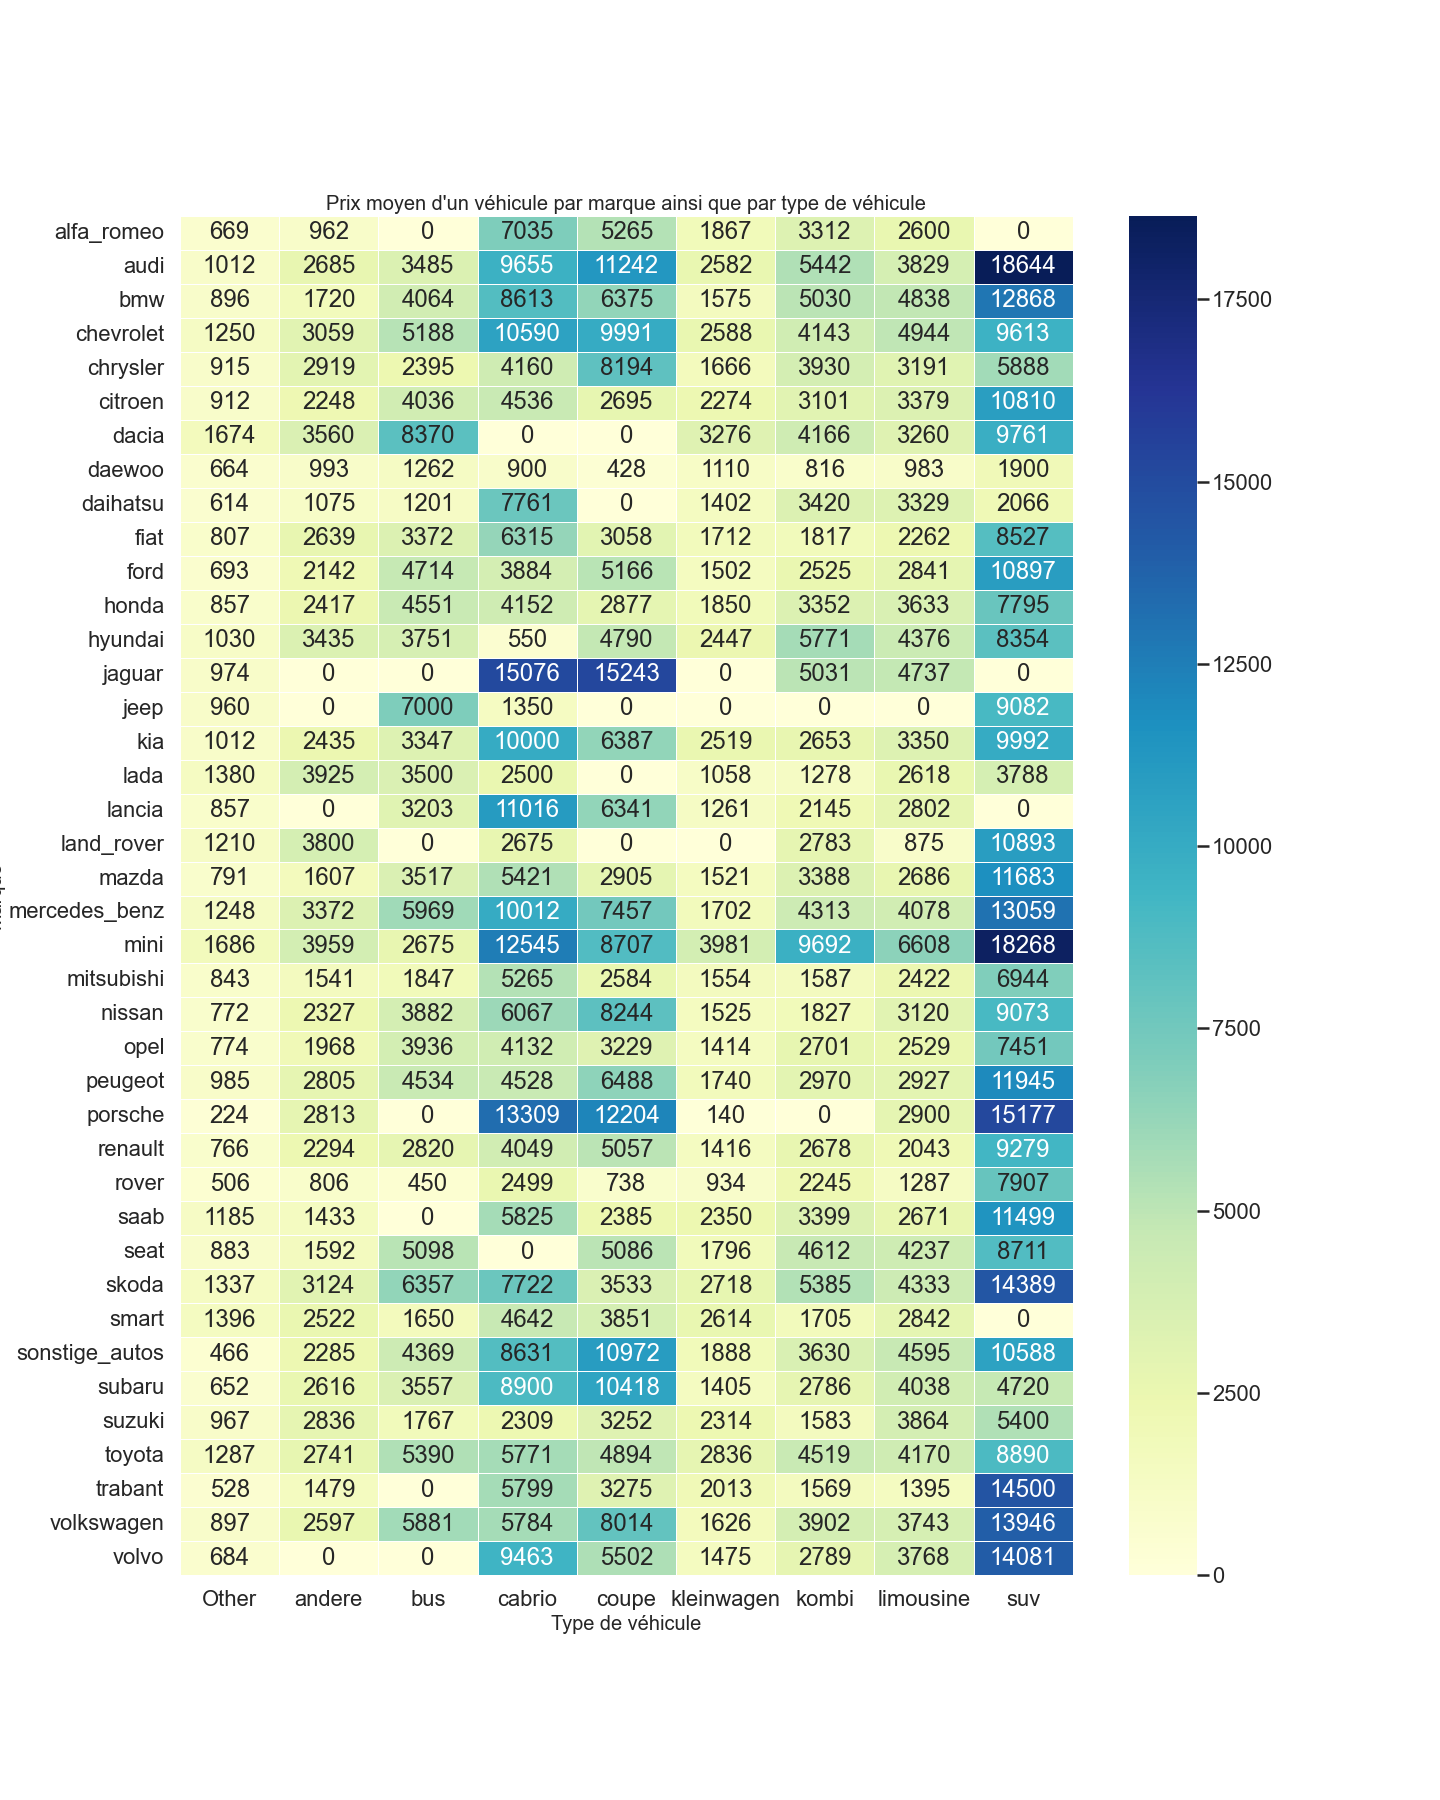 Prix moyen d'un véhicule par marque ainsi que par type de véhicule
alfa_romeo 669 962 0 7035 5265 1867 3312 2600 0
audi 1012 2685 3485 9655 11242 2582 5442 3829 18644
bmw 896 1720 4064 8613 6375 1575 5030 4838 12868
chevrolet 1250 3059 5188 10590 9991 2588 4143 4944 9613
chrysler 915 2919 2395 4160 8194 1666 3930 3191 5888
citroen 912 2248 4036 4536 2695 2274 3101 3379 10810
dacia 1674 3560 8370 0 0 3276 4166 3260 9761
daewoo 664 993 1262 900 428 1110 816 983 1900
daihatsu 614 1075 1201 7761 0 1402 3420 3329 2066
fiat 807 2639 3372 6315 3058 1712 1817 2262 8527
ford 693 2142 4714 3884 5166 1502 2525 2841 10897
honda 857 2417 4551 4152 2877 1850 3352 3633 7795
hyundai 1030 3435 3751 550 4790 2447 5771 4376 8354
jaguar 974 0 0 15076 15243 0 5031 4737 0
jeep 960 0 7000 1350 0 0 0 0 9082
kia 1012 2435 3347 10000 6387 2519 2653 3350 9992
lada 1380 3925 3500 2500 0 1058 1278 2618 3788
lancia 857 0 3203 11016 6341 1261 2145 2802 0
land_rover 1210 3800 0 2675 0 0 2783 875 10893
mazda 791 1607 3517 5421 2905 1521 3388 2686 11683
mercedes_benz 1248 3372 5969 10012 7457 1702 4313 4078 13059
mini 1686 3959 2675 12545 8707 3981 9692 6608 18268
mitsubishi 843 1541 1847 5265 2584 1554 1587 2422 6944
nissan 772 2327 3882 6067 8244 1525 1827 3120 9073
opel 774 1968 3936 4132 3229 1414 2701 2529 7451
peugeot 985 2805 4534 4528 6488 1740 2970 2927 11945
porsche 224 2813 0 13309 12204 140 0 2900 15177
renault 766 2294 2820 4049 5057 1416 2678 2043 9279
rover 506 806 450 2499 738 934 2245 1287 7907
saab 1185 1433 0 5825 2385 2350 3399 2671 11499
seat 883 1592 5098 0 5086 1796 4612 4237 8711
skoda 1337 3124 6357 7722 3533 2718 5385 4333 14389
smart 1396 2522 1650 4642 3851 2614 1705 2842 0
sonstige_autos 466 2285 4369 8631 10972 1888 3630 4595 10588
subaru 652 2616 3557 8900 10418 1405 2786 4038 4720
suzuki 967 2836 1767 2309 3252 2314 1583 3864 5400
toyota 1287 2741 5390 5771 4894 2836 4519 4170 8890
trabant 528 1479 0 5799 3275 2013 1569 1395 14500
volkswagen 897 2597 5881 5784 8014 1626 3902 3743 13946
volvo 684 0 0 9463 5502 1475 2789 3768 14081
Other andere bus cabrio coupe kleinwagen kombi limousine suv
Type de véhicule
17500
15000
12500
10000
7500
5000
2500
0